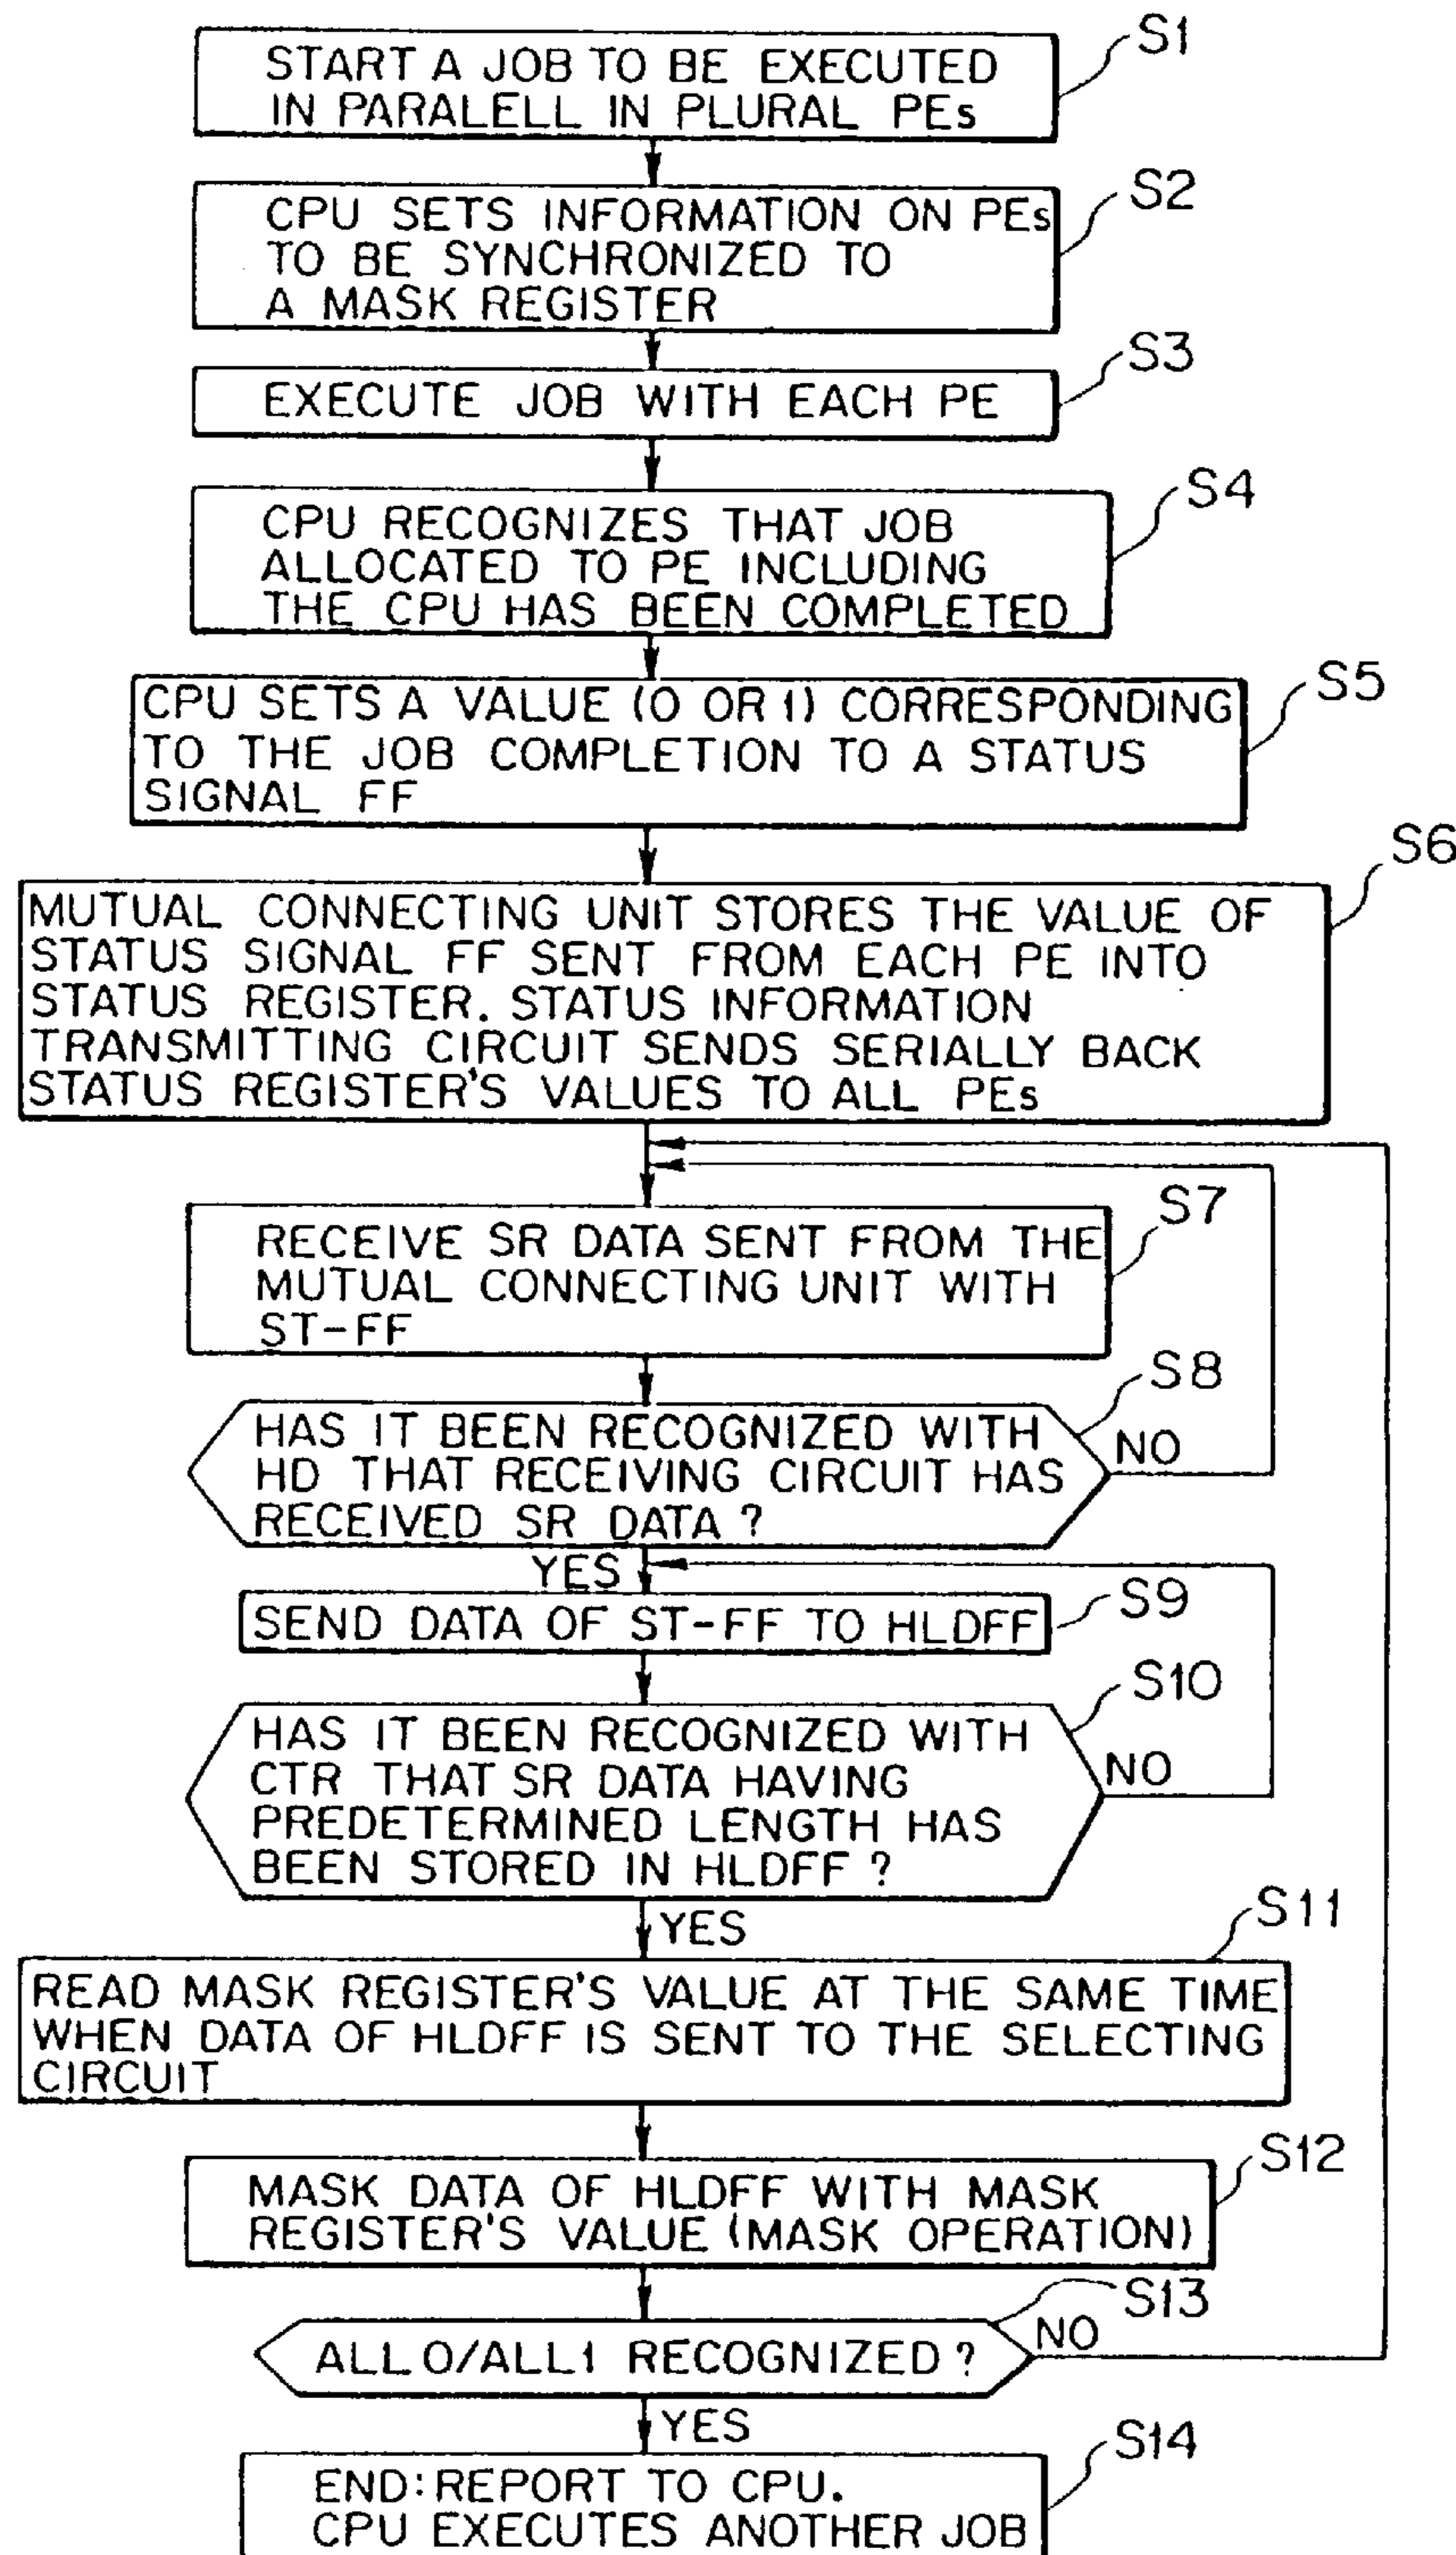 S1
START A JOB TO BE EXECUTED
IN PARALELL IN PLURAL PEs
S2
CPU SETS INFORMATION ON PEs
TO BE SYNCHRONIZED TO
A MASK REGISTER
S3
EXECUTE JOB WITH EACH PE
S4
CPU RECOGNIZES THAT JOB
ALLOCATED TO PE INCLUDING
THE CPU HAS BEEN COMPLETED
S5
CPU SETS A VALUE (0 OR 1) CORRESPONDING
TO THE JOB COMPLETION TO A STATUS
SIGNAL FF
S6
MUTUAL CONNECTING UNIT STORES THE VALUE OF
STATUS SIGNAL FF SENT FROM EACH PE INTO
STATUS REGISTER. STATUS INFORMATION
TRANSMITTING CIRCUIT SENDS SERIALLY BACK
STATUS REGISTER'S VALUES TO ALL PEs
S7
RECEIVE SR DATA SENT FROM THE
MUTUAL CONNECTING UNIT WITH
ST-FF
S8
HAS IT BEEN RECOGNIZED WITH
HD THAT RECEIVING CIRCUIT HAS
RECEIVED SR DATA ?
NO
YES
S9
SEND DATA OF ST-FF TO HLDFF
S10
HAS IT BEEN RECOGNIZED WITH
CTR THAT SR DATA HAVING
PREDETERMINED LENGTH HAS
BEEN STORED IN HLDFF ?
NO
YES
S11
READ MASK REGISTER'S VALUE AT THE SAME TIME
WHEN DATA OF HLDFF IS SENT TO THE SELECTING
CIRCUIT
S12
MASK DATA OF HLDFF WITH MASK
REGISTER'S VALUE (MASK OPERATION)
S13
ALL 0/ALL1 RECOGNIZED ?
NO
YES
S14
END: REPORT TO CPU.
CPU EXECUTES ANOTHER JOB